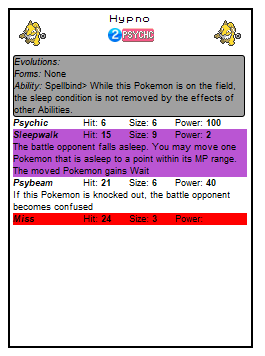 Hypno
2 PSYCHC
Evolutions:
Forms: None
Ability: Spellbind> While this Pokemon is on the field,
the sleep condition is not removed by the effects of
other Abilities.
Psychic Hit: 6 Size: 6 Power: 100
Sleepwalk Hit: 15 Size: 9 Power: 2
The battle opponent falls asleep. You may move one
Pokemon that is asleep to a point within its MP range.
The moved Pokemon gains Wait
Psybeam Hit: 21 Size: 6 Power: 40
If this Pokemon is knocked out, the battle opponent
becomes confused
Miss Hit: 24 Size: 3 Power: